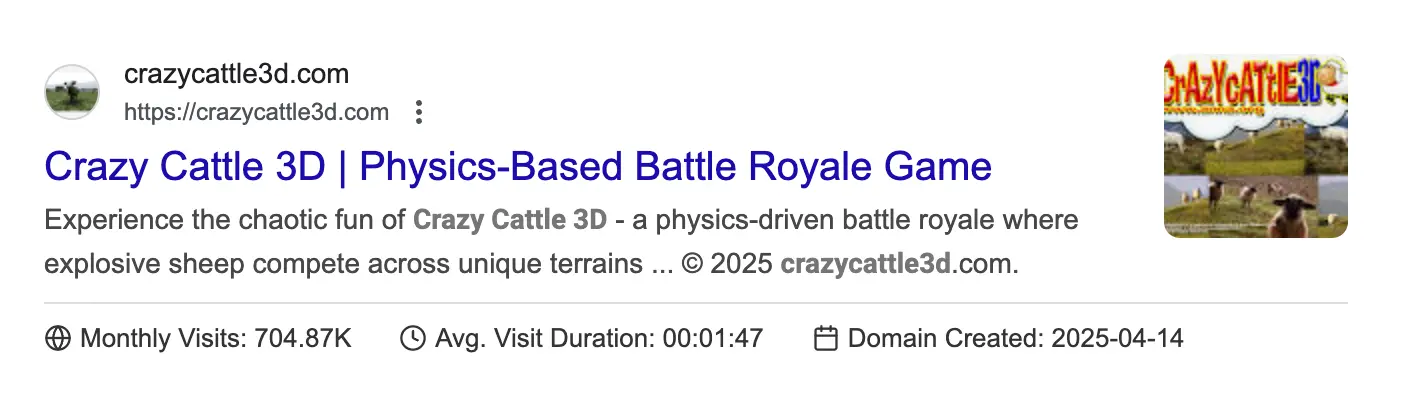 crazycattle3d.com
https://crazycattle3d.com
CrAzYCATtlE3D
Crazy Cattle 3D | Physics-Based Battle Royale Game
Experience the chaotic fun of Crazy Cattle 3D - a physics-driven battle royale where
explosive sheep compete across unique terrains ... © 2025 crazycattle3d.com.
Monthly Visits: 704.87K Avg. Visit Duration: 00:01:47 Domain Created: 2025-04-14